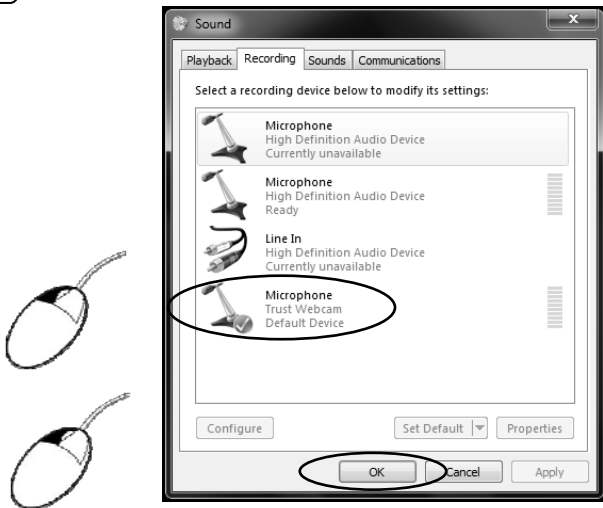 Sound
x
Playback Recording Sounds Communications
Select a recording device below to modify its settings:
Microphone
High Definition Audio Device
Currently unavailable
Microphone
High Definition Audio Device
Ready
Line In
High Definition Audio Device
Currently unavailable
Microphone
Trust Webcam
Default Device
Configure Set Default Properties
OK Cancel Apply